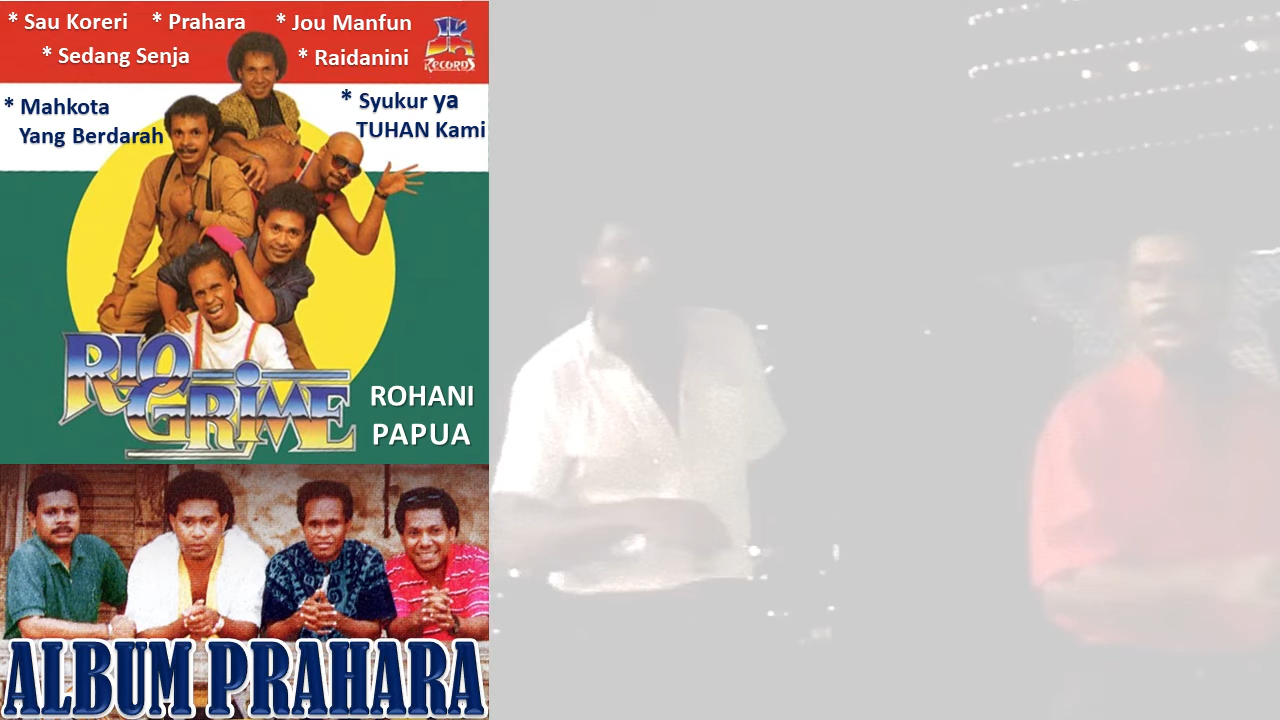 * Sau Koreri * Prahara * Jou Manfun
* Sedang Senja * Raidanini
RECORDS
* Mahkota
Yang Berdarah
* Syukur ya
TUHAN Kami
RIO
GRIME
ROHANI
PAPUA
ALBUM PRAHARA